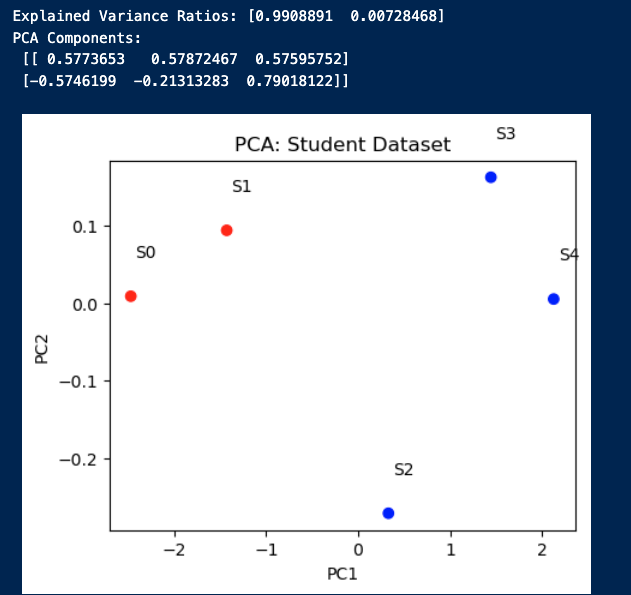 Explained Variance Ratios: [0.9908891  0.00728468]
PCA Components:
[[ 0.5773653   0.57872467  0.57595752]
[-0.5746199  -0.21313283  0.79018122]]
PCA: Student Dataset
S3
S1
S0
S4
S2
0.1
0.0
−0.1
−0.2
PC2
−2 −1 0 1 2
PC1